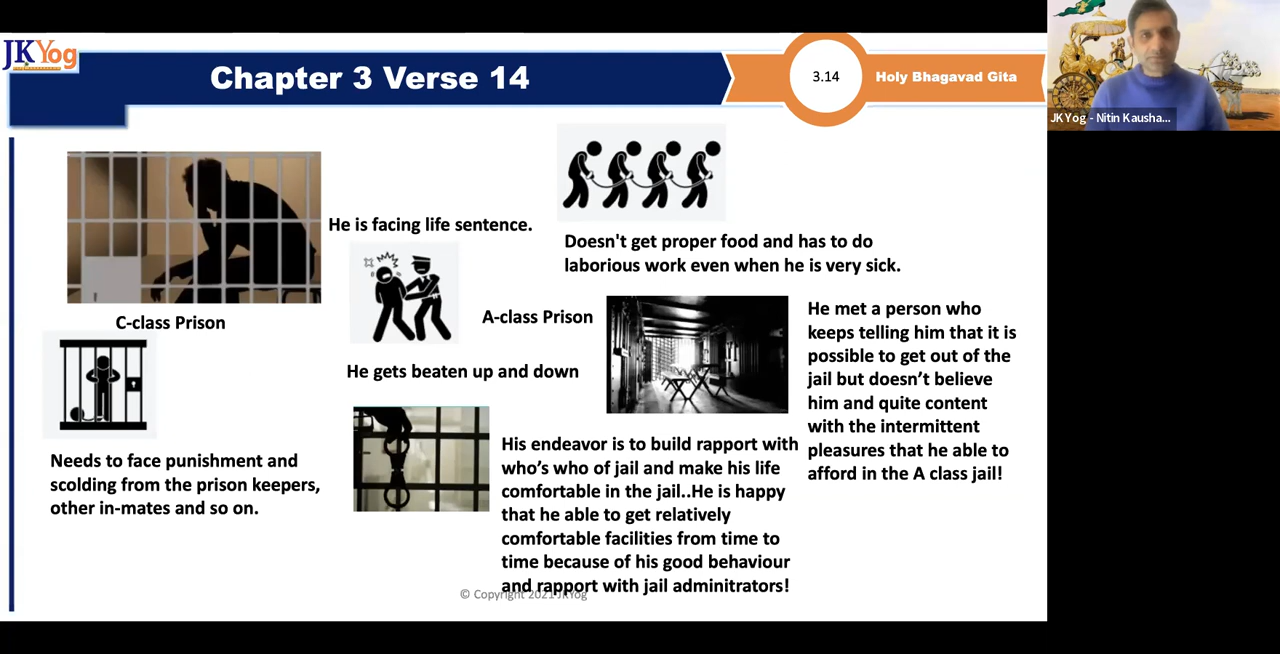 JKYog
Chapter 3 Verse 14
3.14
Holy Bhagavad Gita
JKYog - Nitin Kausha...
He is facing life sentence.
Doesn't get proper food and has to do
laborious work even when he is very sick.
C-class Prison
A-class Prison
He gets beaten up and down
He met a person who
keeps telling him that it is
possible to get out of the
jail but doesn’t believe
him and quite content
with the intermittent
pleasures that he able to
afford in the A class jail!
Needs to face punishment and
scolding from the prison keepers,
other in-mates and so on.
His endeavor is to build rapport with
who’s who of jail and make his life
comfortable in the jail..He is happy
that he able to get relatively
comfortable facilities from time to
time because of his good behaviour
and rapport with jail adminitrators!
© Copyright 2021 JKYog